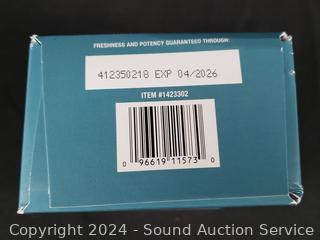 FRESHNESS AND POTENCY GUARANTEED THROUGH:
412350218 EXP 04/2026
ITEM #1423302
0 96619 11573 0
Copyright 2024 - Sound Auction Service